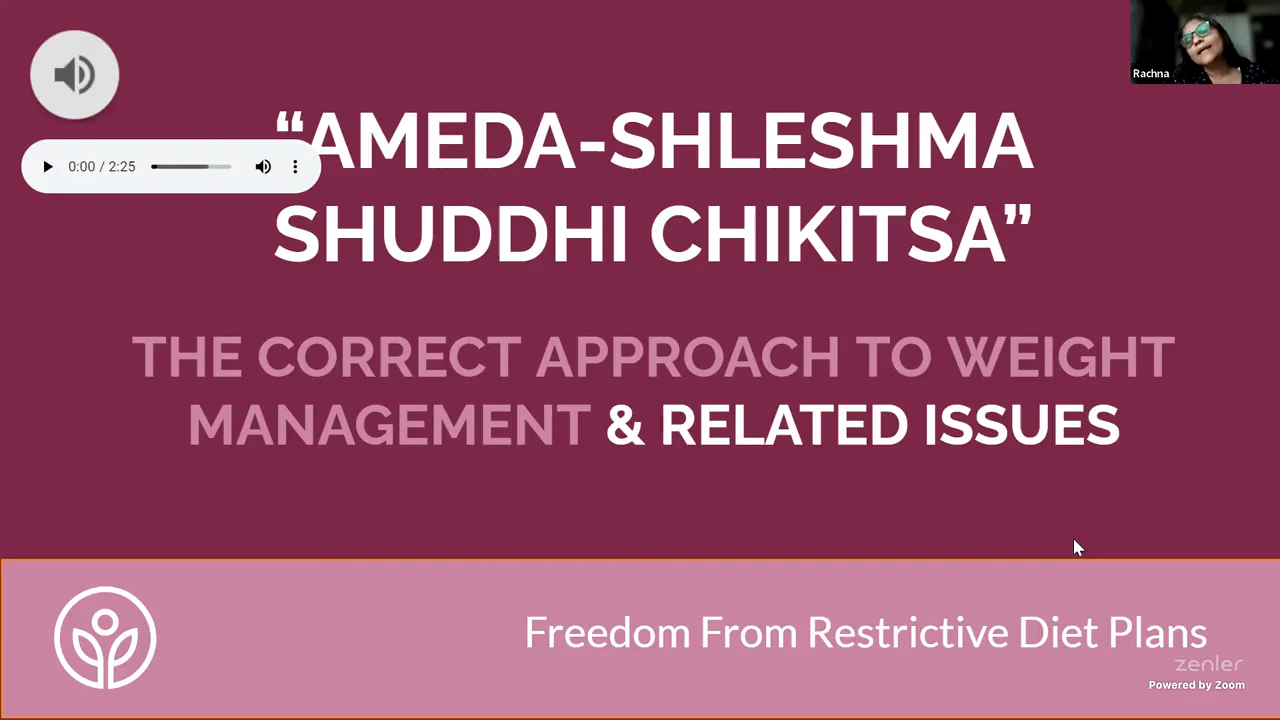 Rachna
“AMEDA-SHLESHMA
0:00 / 2:25
SHUDDHI CHIKITSA”
THE CORRECT APPROACH TO WEIGHT
MANAGEMENT & RELATED ISSUES
Freedom From Restrictive Diet Plans
zenler
Powered by Zoom